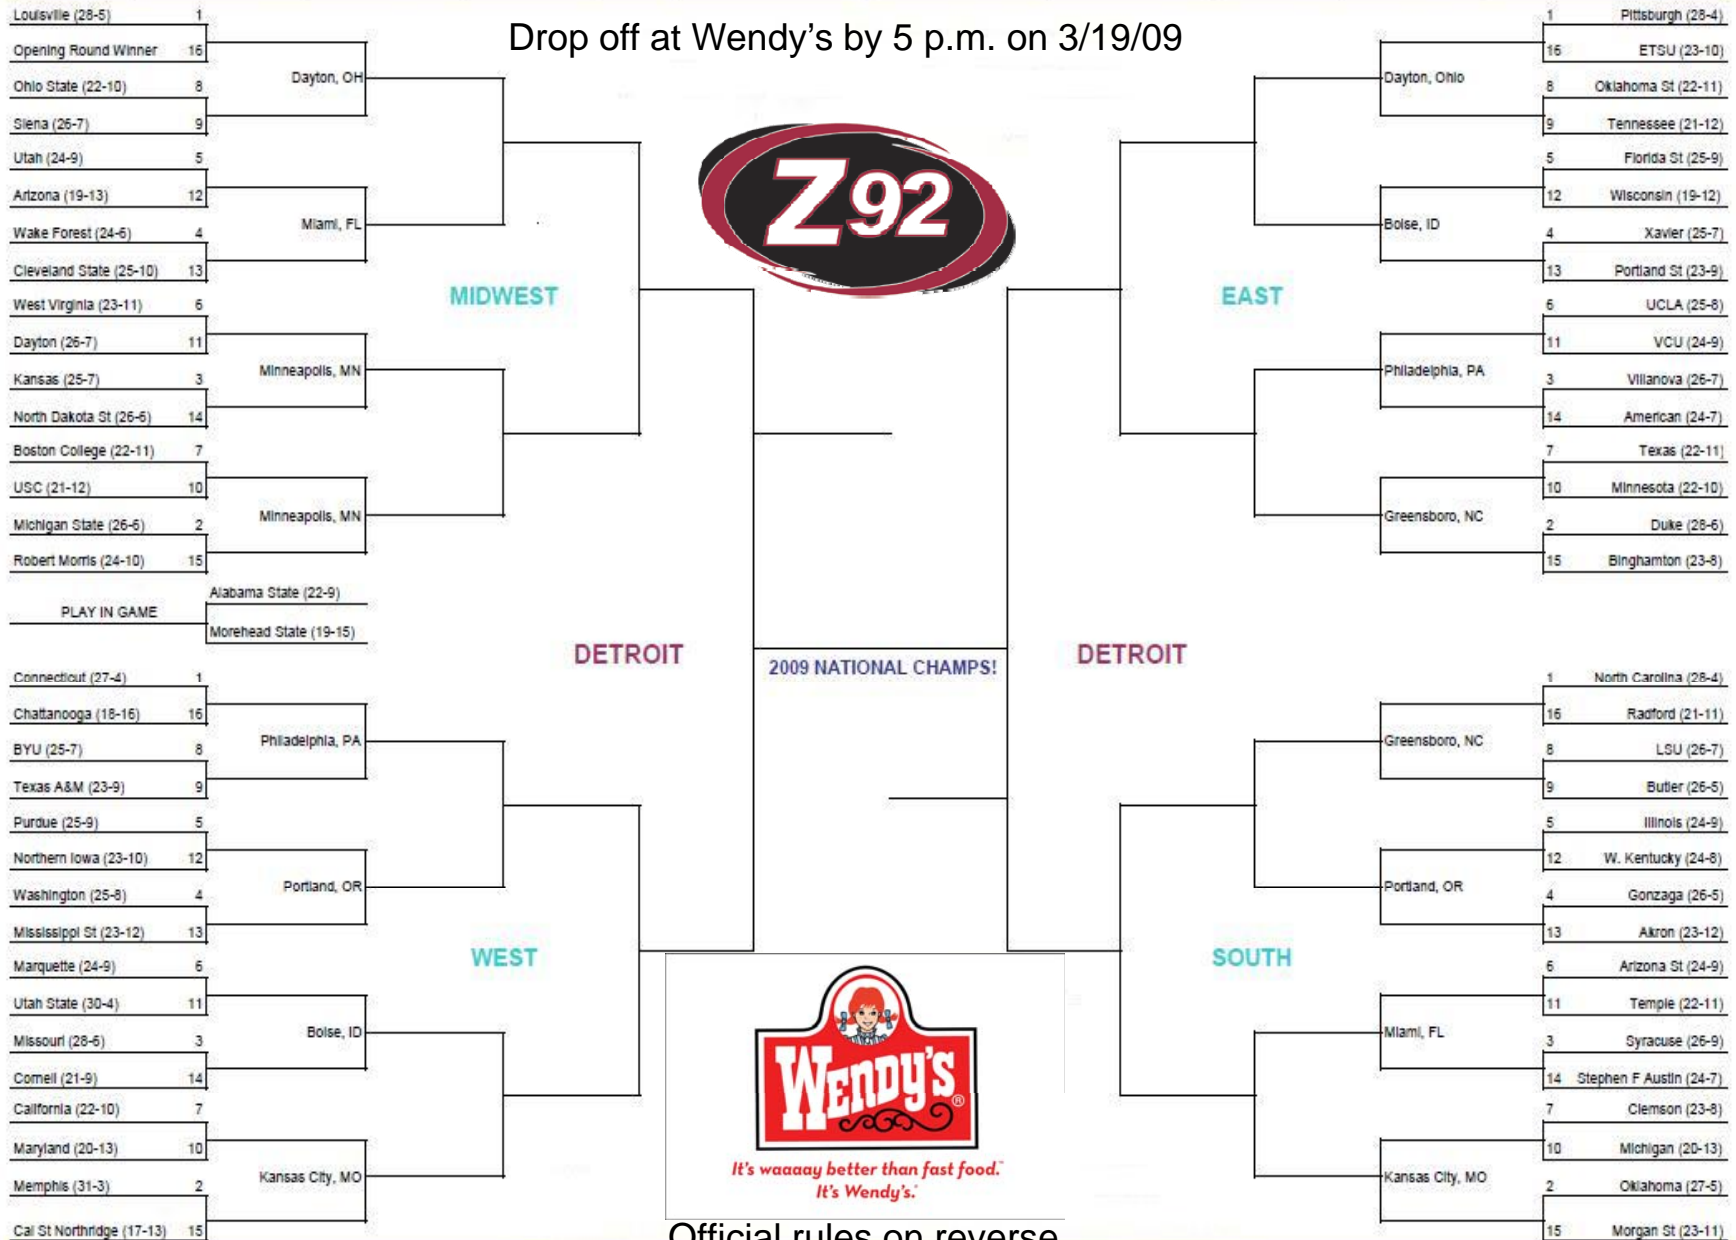 Drop off at Wendy's by 5 p.m. on 3/19/09
Z92
Louisville (28-5) 1
Opening Round Winner 16
Ohio State (22-10) 8
Siena (26-7) 9
Utah (24-9) 5
Arizona (19-13) 12
Wake Forest (24-6) 4
Cleveland State (25-10) 13
West Virginia (23-11) 6
Dayton (26-7) 11
Kansas (25-7) 3
North Dakota St (26-6) 14
Boston College (22-11) 7
USC (21-12) 10
Michigan State (26-6) 2
Robert Morris (24-10) 15
Dayton, OH
Miami, FL
Minneapolis, MN
Minneapolis, MN
MIDWEST
PLAY IN GAME
Alabama State (22-9)
Morehead State (19-15)
DETROIT
Connecticut (27-4) 1
Chattanooga (18-16) 16
BYU (25-7) 8
Texas A&M (23-9) 9
Purdue (25-9) 5
Northern Iowa (23-10) 12
Washington (25-8) 4
Mississippi St (23-12) 13
Marquette (24-9) 6
Utah State (30-4) 11
Missouri (28-6) 3
Cornell (21-9) 14
California (22-10) 7
Maryland (20-13) 10
Memphis (31-3) 2
Cal St Northridge (17-13) 15
Philadelphia, PA
Portland, OR
Boise, ID
Kansas City, MO
WEST
2009 NATIONAL CHAMPS!
1 Pittsburgh (28-4)
16 ETSU (23-10)
8 Oklahoma St (22-11)
9 Tennessee (21-12)
5 Florida St (25-9)
12 Wisconsin (19-12)
4 Xavier (25-7)
13 Portland St (23-9)
6 UCLA (25-8)
11 VCU (24-9)
3 Villanova (26-7)
14 American (24-7)
7 Texas (22-11)
10 Minnesota (22-10)
2 Duke (28-6)
15 Binghamton (23-8)
Dayton, Ohio
Boise, ID
Philadelphia, PA
Greensboro, NC
EAST
DETROIT
1 North Carolina (28-4)
16 Radford (21-11)
8 LSU (26-7)
9 Butler (26-5)
5 Illinois (24-9)
12 W. Kentucky (24-8)
4 Gonzaga (26-5)
13 Akron (23-12)
6 Arizona St (24-9)
11 Temple (22-11)
3 Syracuse (26-9)
14 Stephen F Austin (24-7)
7 Clemson (23-8)
10 Michigan (20-13)
2 Oklahoma (27-5)
15 Morgan St (23-11)
Greensboro, NC
Portland, OR
Miami, FL
Kansas City, MO
SOUTH
WENDY'S®
It's waaaay better than fast food.™
It's Wendy's.
Official rules on reverse